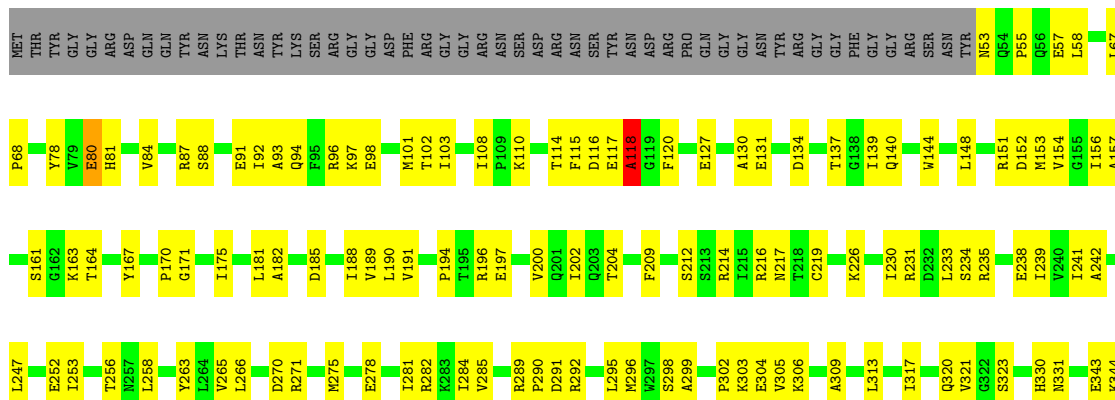 MET THR TYR GLY GLY ARG ASP GLN GLN TYR ASN LYS THR ASN TYR LYS SER ARG GLY GLY ASP PHE ARG GLY GLY ARG ASN SER ASP ARG ASN SER TYR ASN ASP ARG PRO GLN GLY GLY ASN TYR ARG GLY GLY PHE GLY GLY ARG SER ASN TYR N53 Q54 P55 Q56 E57 L58 L67
P68 Y78 V79 E80 H81 V84 R87 S88 E91 I92 A93 Q94 F95 R96 K97 E98 M101 T102 I103 I108 P109 K110 T114 F115 D116 E117 A118 G119 F120 E127 A130 E131 D134 T137 G138 I139 Q140 W144 L148 R151 D152 M153 V154 G155 I156 A157
S161 G162 K163 T164 Y167 P170 G171 I175 L181 A182 D185 I188 V189 L190 V191 P194 T195 R196 E197 V200 Q201 I202 Q203 T204 F209 S212 S213 R214 I215 R216 N217 T218 C219 K226 I230 R231 D232 L233 S234 R235 E238 I239 V240 I241 A242
L247 E252 I253 T256 N257 L258 Y263 L264 V265 L266 D270 R271 M275 E278 I281 R282 K283 I284 V285 R289 P290 D291 R292 L295 M296 W297 S298 A299 P302 K303 E304 V305 K306 A309 L313 I317 Q320 V321 G322 S323 H330 N331 E343 K344